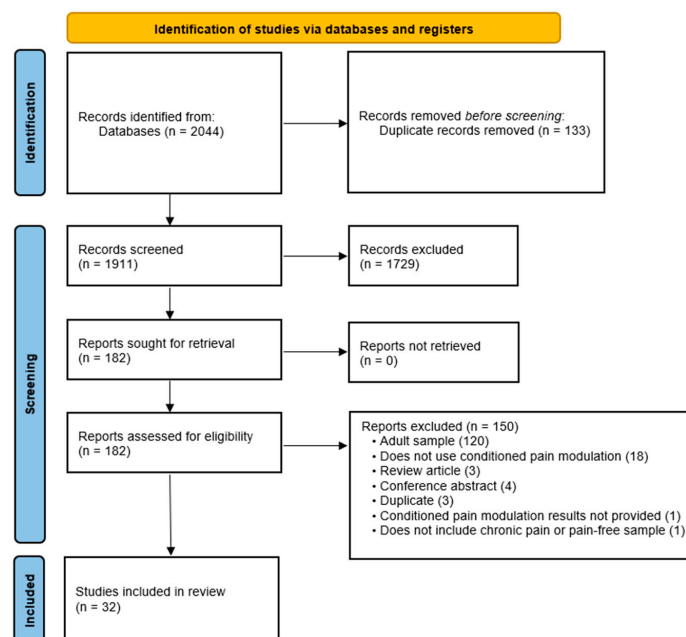 Identification of studies via databases and registers
Identification
Records identified from:
Databases (n = 2044)
Records removed before screening:
Duplicate records removed (n = 133)
Screening
Records screened
(n = 1911)
Records excluded
(n = 1729)
Reports sought for retrieval
(n = 182)
Reports not retrieved
(n = 0)
Reports assessed for eligibility
(n = 182)
Reports excluded (n = 150)
• Adult sample (120)
• Does not use conditioned pain modulation (18)
• Review article (3)
• Conference abstract (4)
• Duplicate (3)
• Conditioned pain modulation results not provided (1)
• Does not include chronic pain or pain-free sample (1)
Included
Studies included in review
(n = 32)